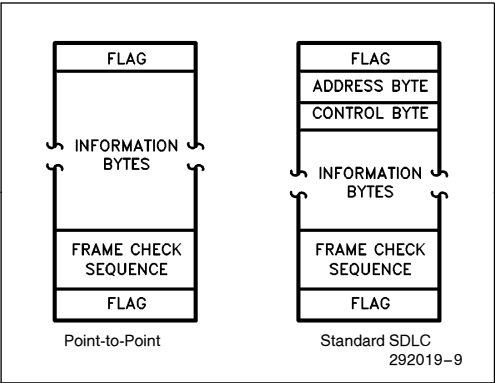 FLAG
INFORMATION
BYTES
FRAME CHECK
SEQUENCE
FLAG
Point-to-Point
FLAG
ADDRESS BYTE
CONTROL BYTE
INFORMATION
BYTES
FRAME CHECK
SEQUENCE
FLAG
Standard SDLC
292019–9